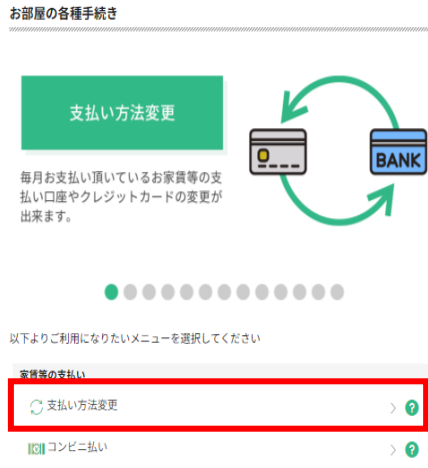 お部屋の各種手続き
支払い方法変更
BANK
毎月お支払い頂いているお家賃等の支
払い口座やクレジットカードの変更が
出来ます。
以下よりご利用になりたいメニューを選択してください
家賃等の支払い
支払い方法変更
?
コンビニ払い
?